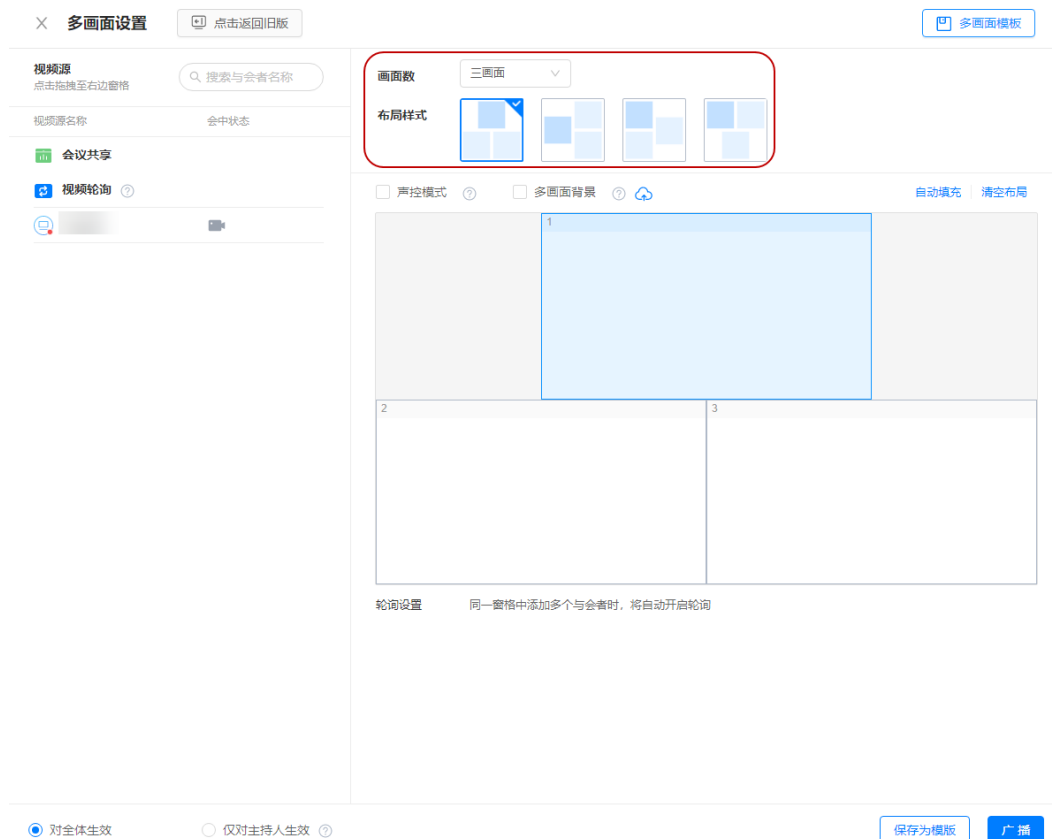 多画面设置
点击返回旧版
多画面模板
视频源
点击拖拽至右边窗格
搜索与会者名称
视频源名称
会中状态
会议共享
视频轮询
画面数
三画面
布局样式
声控模式
多画面背景
自动填充
清空布局
1
2
3
轮询设置
同一窗格中添加多个与会者时，将自动开启轮询
对全体生效
仅对主持人生效
保存为模版
广播